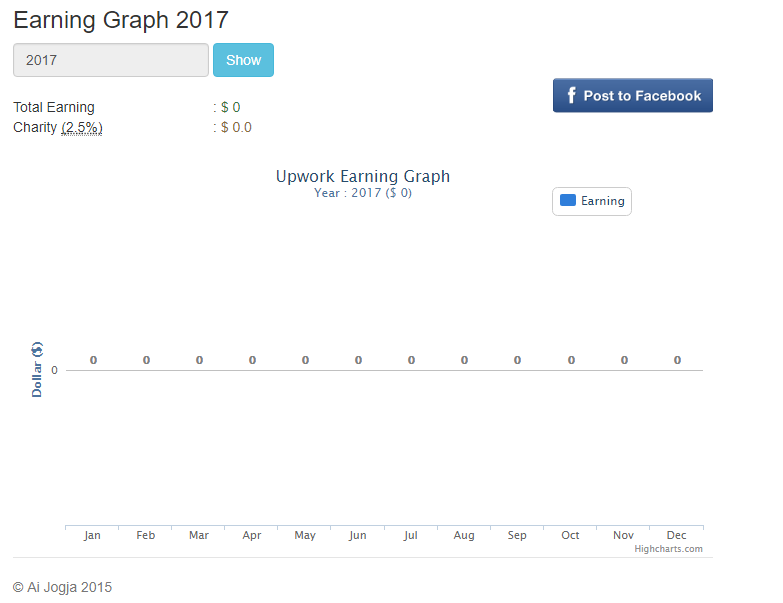 Earning Graph 2017
2017
Show
Total Earning : $ 0
Charity (2.5%) : $ 0.0
f Post to Facebook
Upwork Earning Graph
Year : 2017 ($ 0)
Earning
Dollar ($)
0 0 0 0 0 0 0 0 0 0 0 0
0
Jan Feb Mar Apr May Jun Jul Aug Sep Oct Nov Dec
Highcharts.com
© Ai Jogja 2015